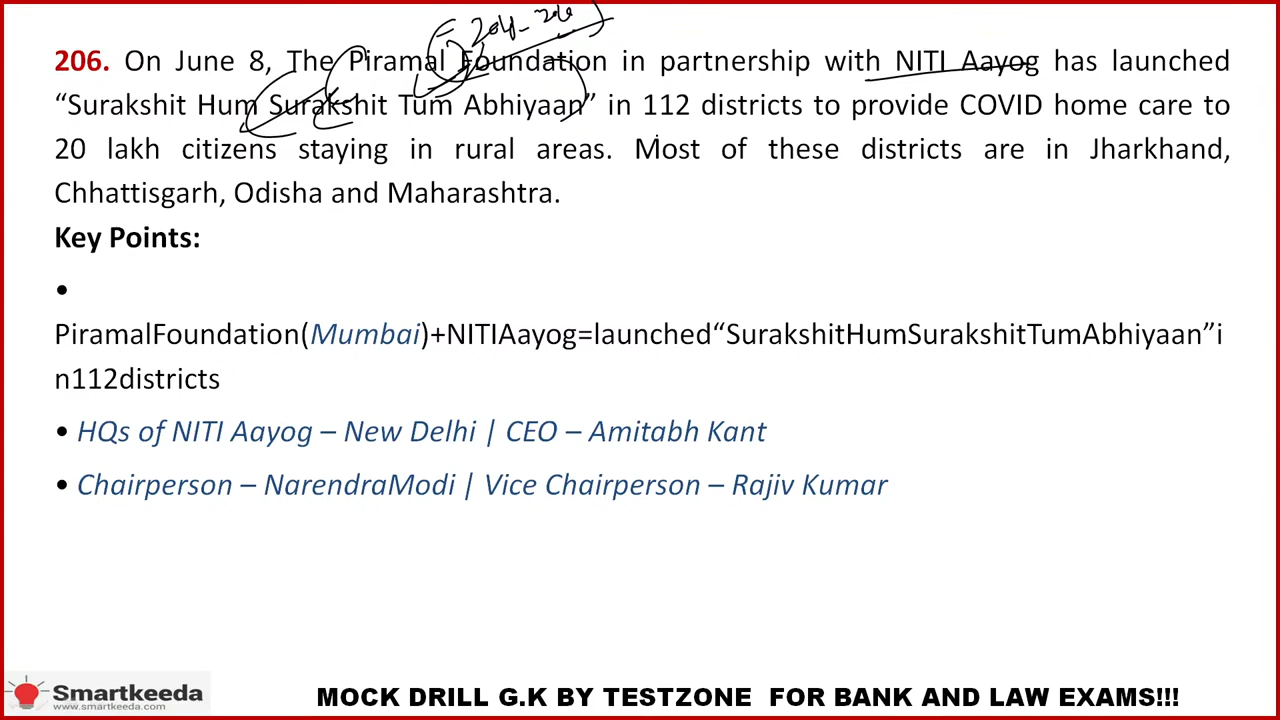 206. On June 8, The Piramal Foundation in partnership with NITI Aayog has launched
“Surakshit Hum Surakshit Tum Abhiyaan” in 112 districts to provide COVID home care to
20 lakh citizens staying in rural areas. Most of these districts are in Jharkhand,
Chhattisgarh, Odisha and Maharashtra.
Key Points:
•
PiramalFoundation(Mumbai)+NITIAayog=launched“SurakshitHumSurakshitTumAbhiyaan”i
n112districts
• HQs of NITI Aayog – New Delhi | CEO – Amitabh Kant
• Chairperson – NarendraModi | Vice Chairperson – Rajiv Kumar
Smartkeeda
www.smartkeeda.com
MOCK DRILL G.K BY TESTZONE FOR BANK AND LAW EXAMS!!!